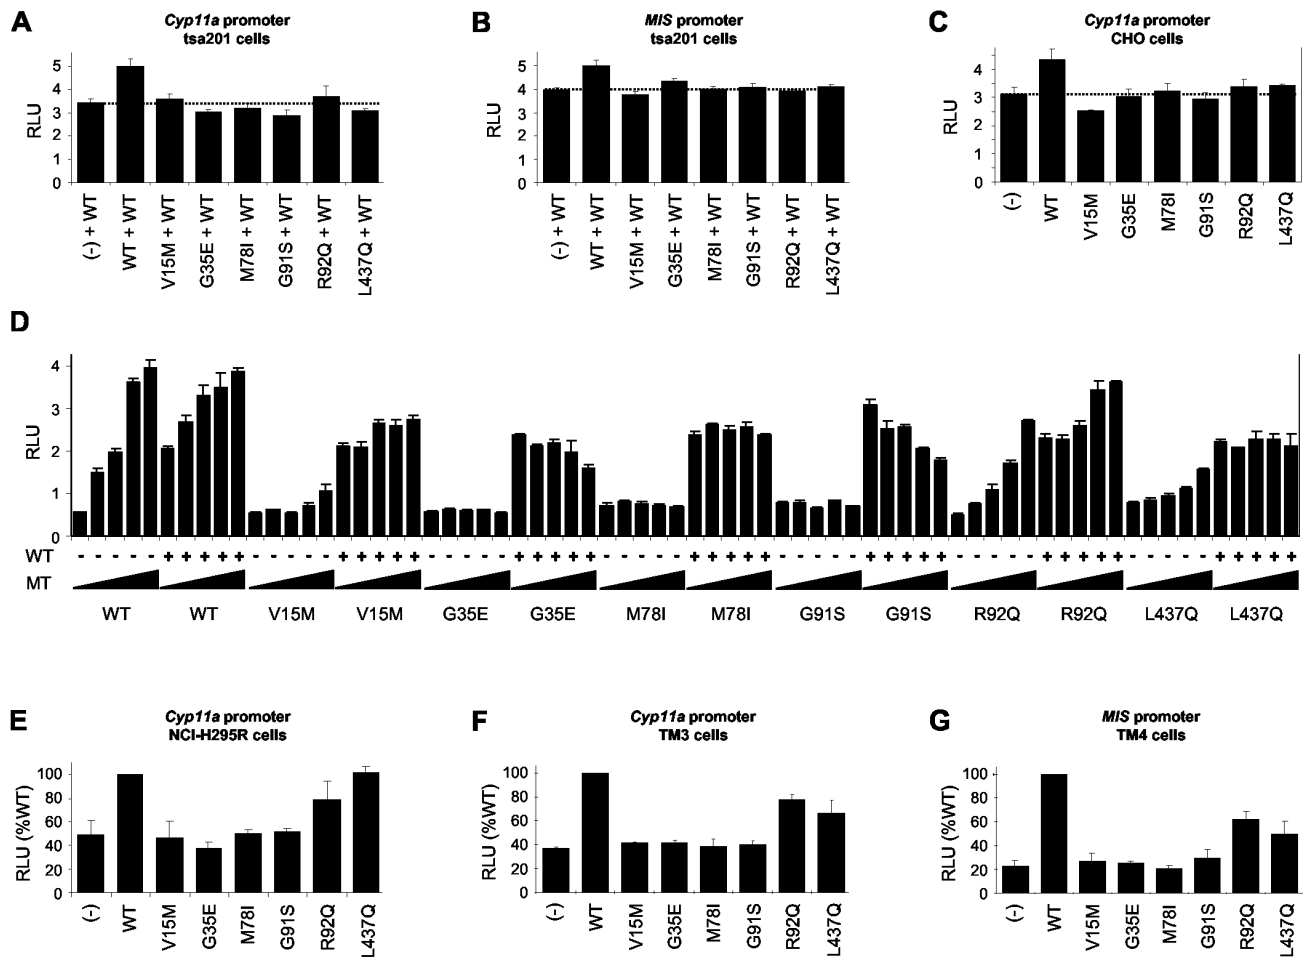 A
Cyp11a promoter
tsa201 cells
RLU
5
4
3
2
1
0
(-) + WT
WT + WT
V15M + WT
G35E + WT
M78I + WT
G91S + WT
R92Q + WT
L437Q + WT
B
MIS promoter
tsa201 cells
RLU
5
4
3
2
1
0
(-) + WT
WT + WT
V15M + WT
G35E + WT
M78I + WT
G91S + WT
R92Q + WT
L437Q + WT
C
Cyp11a promoter
CHO cells
RLU
4
3
2
1
0
(-)
WT
V15M
G35E
M78I
G91S
R92Q
L437Q
D
RLU
4
3
2
1
0
WT - - - - - + + + + + - - - - - + + + + + - - - - - + + + + + - - - - - + + + + + - - - - - + + + + + - - - - - + + + + + - - - - - + + + + +
MT
WT WT V15M V15M G35E G35E M78I M78I G91S G91S R92Q R92Q L437Q L437Q
E
Cyp11a promoter
NCI-H295R cells
RLU (%WT)
100
80
60
40
20
0
(-)
WT
V15M
G35E
M78I
G91S
R92Q
L437Q
F
Cyp11a promoter
TM3 cells
RLU (%WT)
100
80
60
40
20
0
(-)
WT
V15M
G35E
M78I
G91S
R92Q
L437Q
G
MIS promoter
TM4 cells
RLU (%WT)
100
80
60
40
20
0
(-)
WT
V15M
G35E
M78I
G91S
R92Q
L437Q